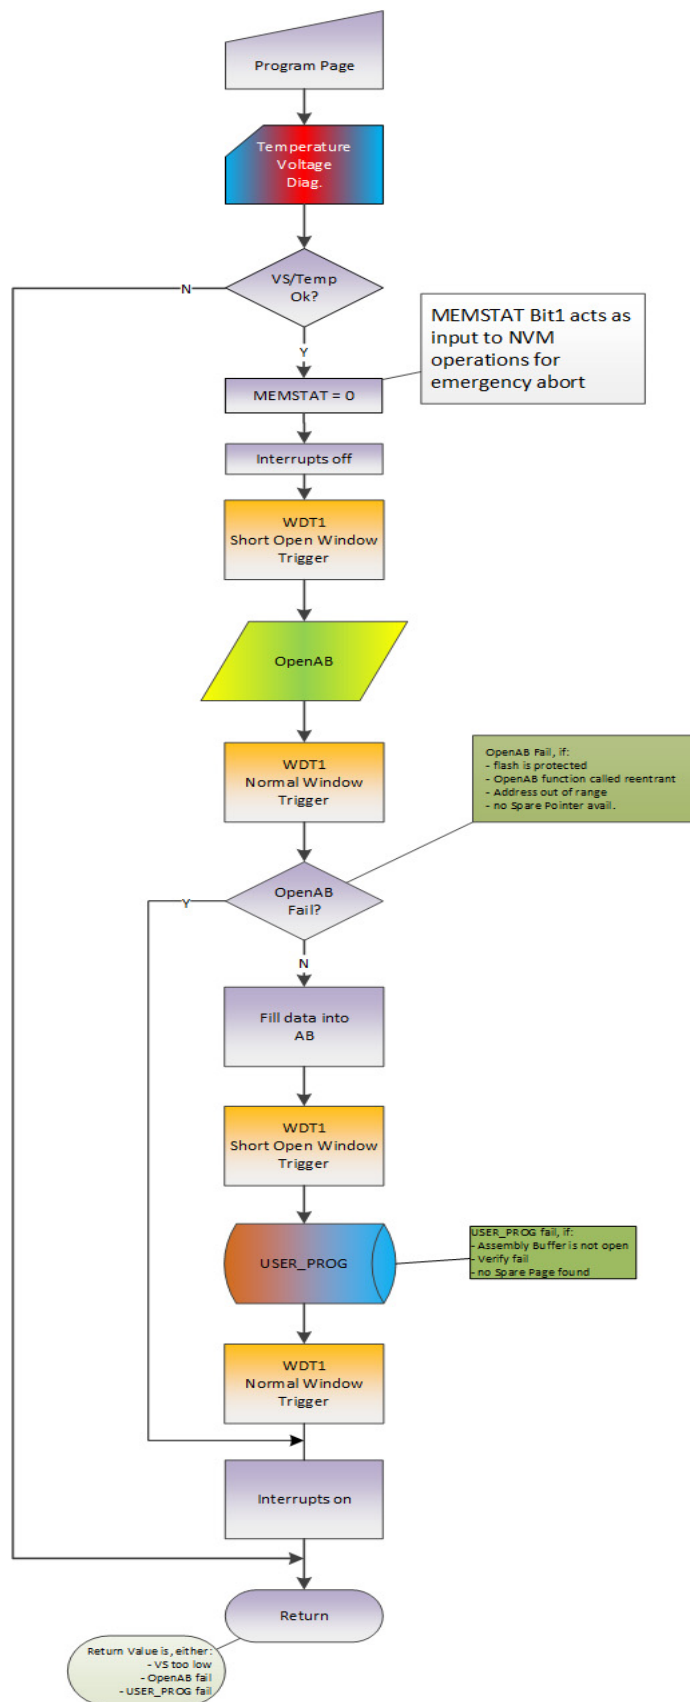 Program Page
Temperature
Voltage
Diag.
VS/Temp
Ok?
N
Y
MEMSTAT Bit1 acts as
input to NVM
operations for
emergency abort
MEMSTAT = 0
Interrupts off
WDT1
Short Open Window
Trigger
OpenAB
WDT1
Normal Window
Trigger
OpenAB Fail, if:
- flash is protected
- OpenAB function called reentrant
- Address out of range
- no Spare Pointer avail.
OpenAB
Fail?
Y
N
Fill data into
AB
WDT1
Short Open Window
Trigger
USER_PROG
USER_PROG fail, if:
- Assembly Buffer is not open
- Verify fail
- no Spare Page found
WDT1
Normal Window
Trigger
Interrupts on
Return
Return Value is, either:
- VS too low
- OpenAB fail
- USER_PROG fail